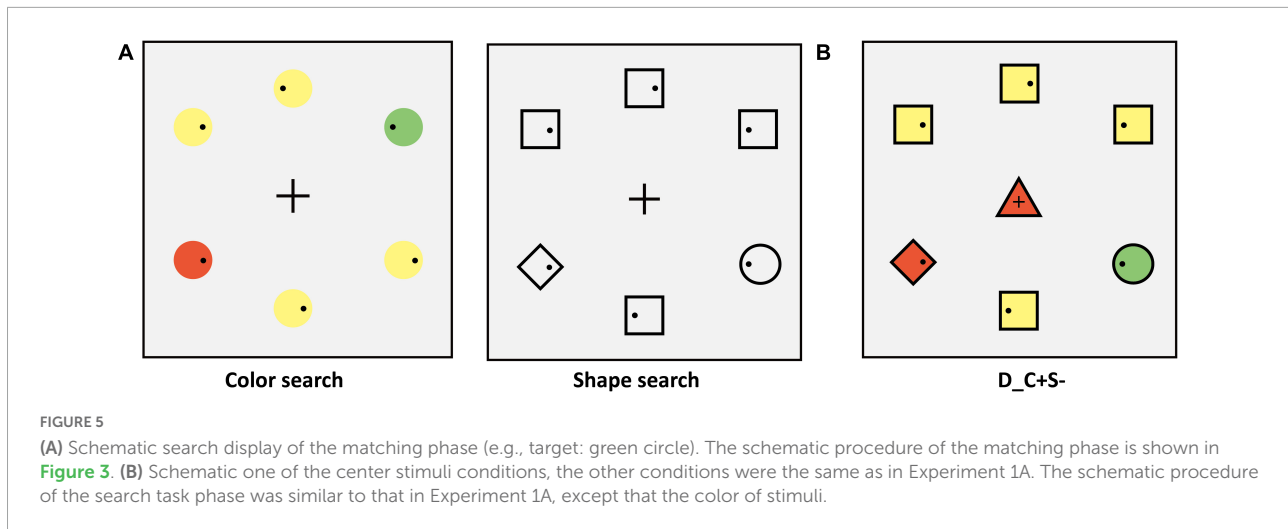 A
B
Color search
Shape search
D_C+S-
FIGURE 5
(A) Schematic search display of the matching phase (e.g., target: green circle). The schematic procedure of the matching phase is shown in
Figure 3. (B) Schematic one of the center stimuli conditions, the other conditions were the same as in Experiment 1A. The schematic procedure
of the search task phase was similar to that in Experiment 1A, except that the color of stimuli.